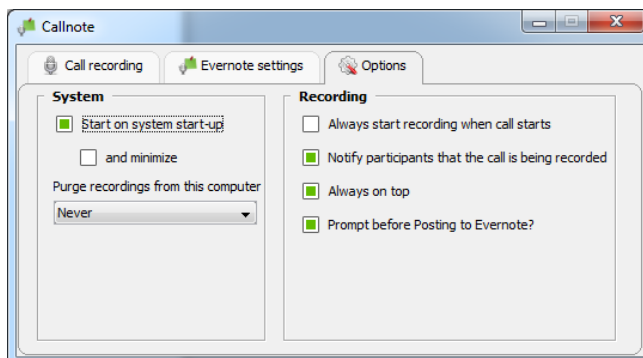 Callnote
Call recording
Evernote settings
Options
System
Start on system start-up
and minimize
Purge recordings from this computer
Never
Recording
Always start recording when call starts
Notify participants that the call is being recorded
Always on top
Prompt before Posting to Evernote?